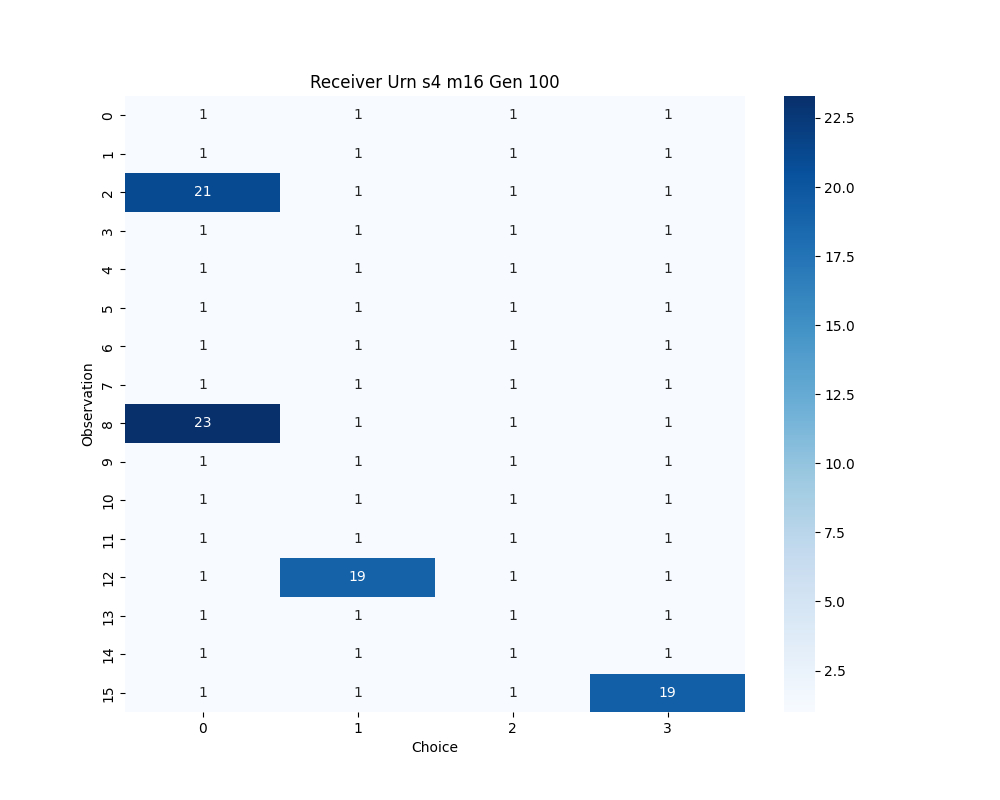 Receiver Urn s4 m16 Gen 100
0 1 1 1 1
1 1 1 1 1
2 21 1 1 1
3 1 1 1 1
4 1 1 1 1
5 1 1 1 1
6 1 1 1 1
7 1 1 1 1
8 23 1 1 1
9 1 1 1 1
10 1 1 1 1
11 1 1 1 1
12 1 19 1 1
13 1 1 1 1
14 1 1 1 1
15 1 1 1 19
0 1 2 3
Choice
Observation
22.5
20.0
17.5
15.0
12.5
10.0
7.5
5.0
2.5